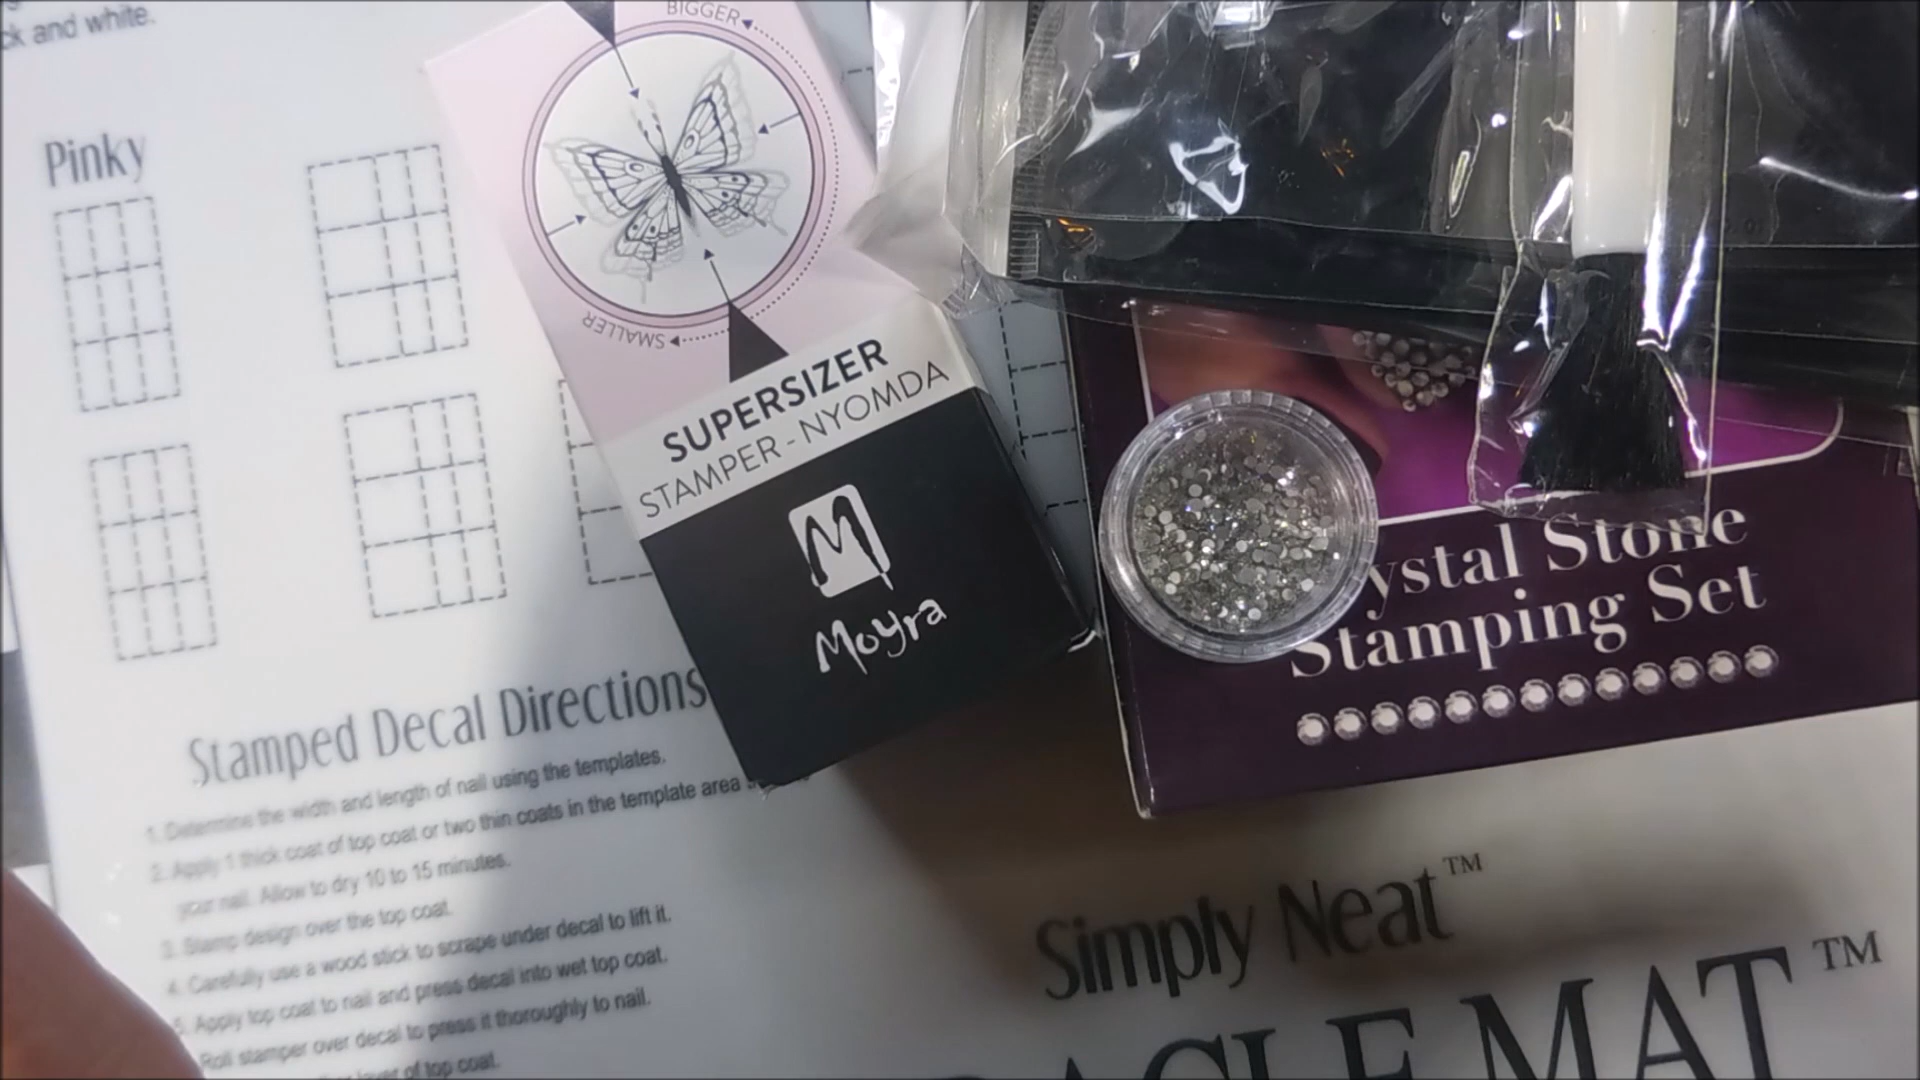 ck and white.
Pinky
BIGGER
SMALLER
SUPERSIZER
STAMPER - NYOMDA
M
Moyra
ystal Stone
Stamping Set
Stamped Decal Directions
1. Determine the width and length of nail using the templates.
2. Apply 1 thick coat of top coat or two thin coats in the template area
your nail. Allow to dry 10 to 15 minutes.
3. Stamp design over the top coat.
4. Carefully use a wood stick to scrape under decal to lift it.
5. Apply top coat to nail and press decal into wet top coat.
Roll stamper over decal to press it thoroughly to nail.
layer of top coat.
Simply Neat™
ACLE MAT™